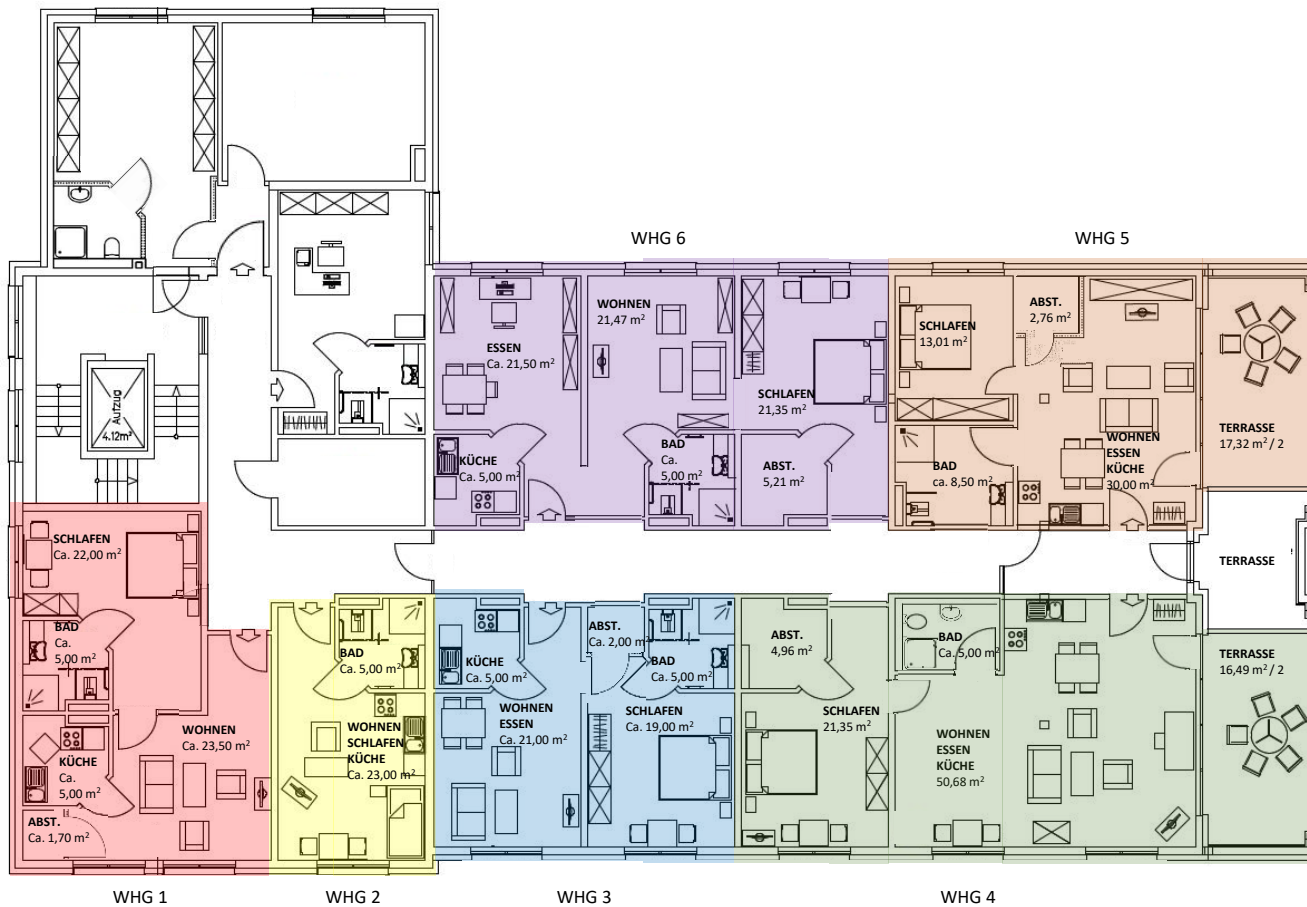 WHG 6
WHG 5
ESSEN
Ca. 21,50 m²
WOHNEN
21,47 m²
SCHLAFEN
21,35 m²
KÜCHE
Ca. 5,00 m²
BAD
Ca.
5,00 m²
ABST.
5,21 m²
SCHLAFEN
13,01 m²
ABST.
2,76 m²
BAD
ca. 8,50 m²
WOHNEN
ESSEN
KÜCHE
30,00 m²
TERRASSE
17,32 m² / 2
Aufzug
4.12m²
TERRASSE
SCHLAFEN
Ca. 22,00 m²
BAD
Ca.
5,00 m²
WOHNEN
Ca. 23,50 m²
KÜCHE
Ca.
5,00 m²
ABST.
Ca. 1,70 m²
BAD
Ca. 5,00 m²
WOHNEN
SCHLAFEN
KÜCHE
Ca. 23,00 m²
KÜCHE
Ca. 5,00 m²
ABST.
Ca. 2,00 m²
BAD
Ca. 5,00 m²
WOHNEN
ESSEN
Ca. 21,00 m²
SCHLAFEN
Ca. 19,00 m²
ABST.
4,96 m²
SCHLAFEN
21,35 m²
BAD
Ca. 5,00 m²
WOHNEN
ESSEN
KÜCHE
50,68 m²
TERRASSE
16,49 m² / 2
WHG 1
WHG 2
WHG 3
WHG 4